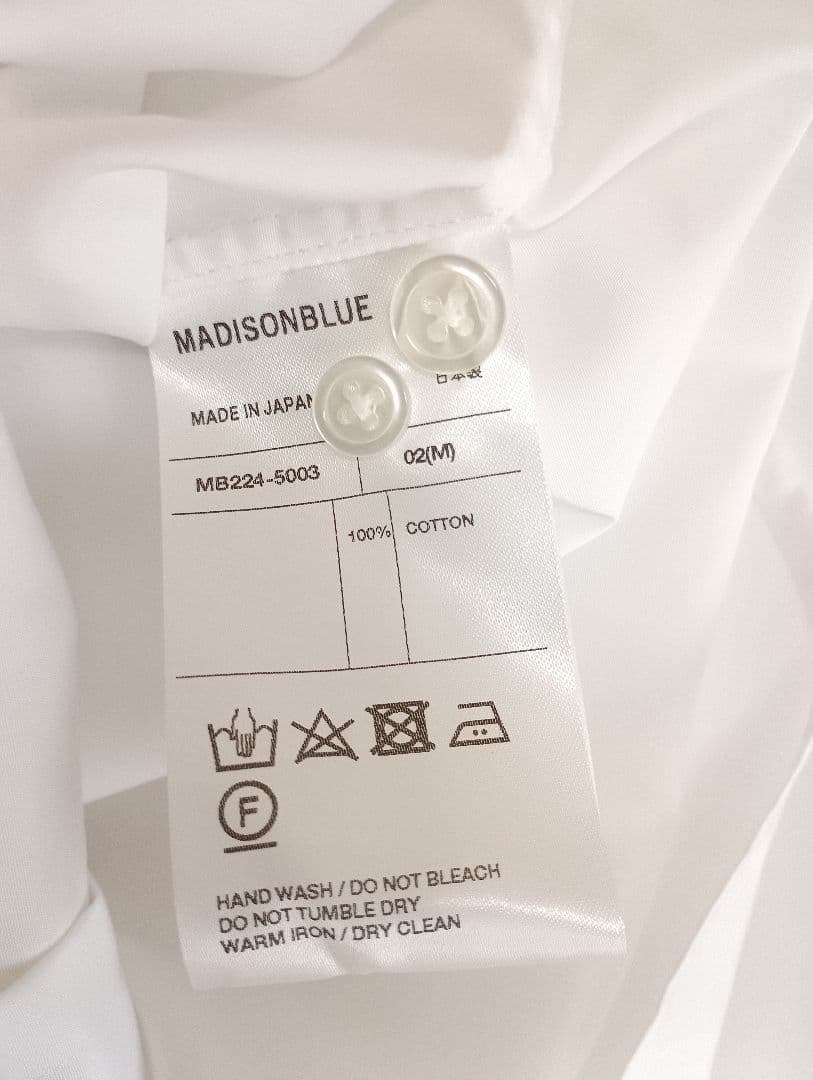 MADISONBLUE
MADE IN JAPAN 日本製
MB224-5003 02(M)
100% COTTON
F
HAND WASH / DO NOT BLEACH
DO NOT TUMBLE DRY
WARM IRON / DRY CLEAN